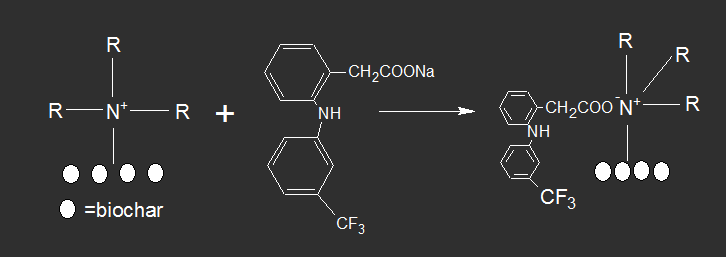 R
R
N⁺
R
+
CH₂COONa
NH
CF₃
R
R
CH₂COO⁻
N⁺
R
NH
CF₃
=biochar